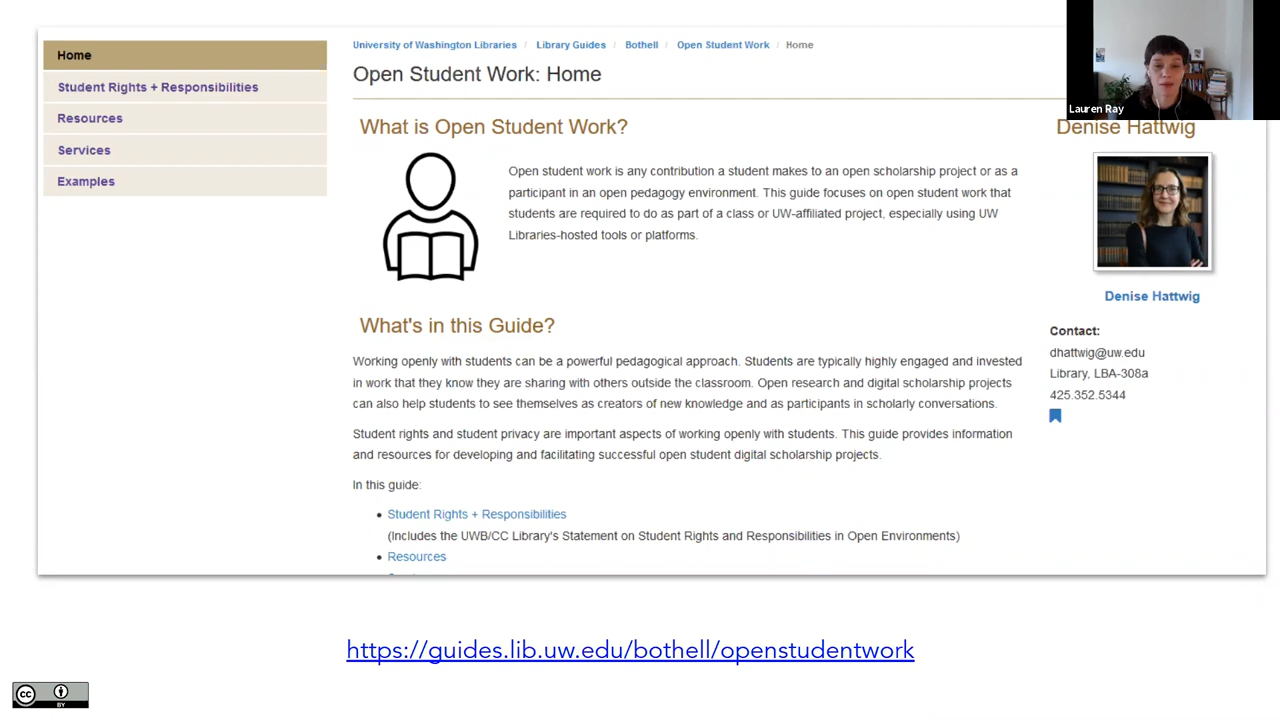 Home
Student Rights + Responsibilities
Resources
Services
Examples
University of Washington Libraries / Library Guides / Bothell / Open Student Work / Home
Open Student Work: Home
What is Open Student Work?
Open student work is any contribution a student makes to an open scholarship project or as a
participant in an open pedagogy environment. This guide focuses on open student work that
students are required to do as part of a class or UW-affiliated project, especially using UW
Libraries-hosted tools or platforms.
What's in this Guide?
Working openly with students can be a powerful pedagogical approach. Students are typically highly engaged and invested
in work that they know they are sharing with others outside the classroom. Open research and digital scholarship projects
can also help students to see themselves as creators of new knowledge and as participants in scholarly conversations.
Student rights and student privacy are important aspects of working openly with students. This guide provides information
and resources for developing and facilitating successful open student digital scholarship projects.
In this guide:
• Student Rights + Responsibilities
(Includes the UWB/CC Library's Statement on Student Rights and Responsibilities in Open Environments)
• Resources
Lauren Ray
Denise Hattwig
Denise Hattwig
Contact:
dhattwig@uw.edu
Library, LBA-308a
425.352.5344
https://guides.lib.uw.edu/bothell/openstudentwork
CC
BY